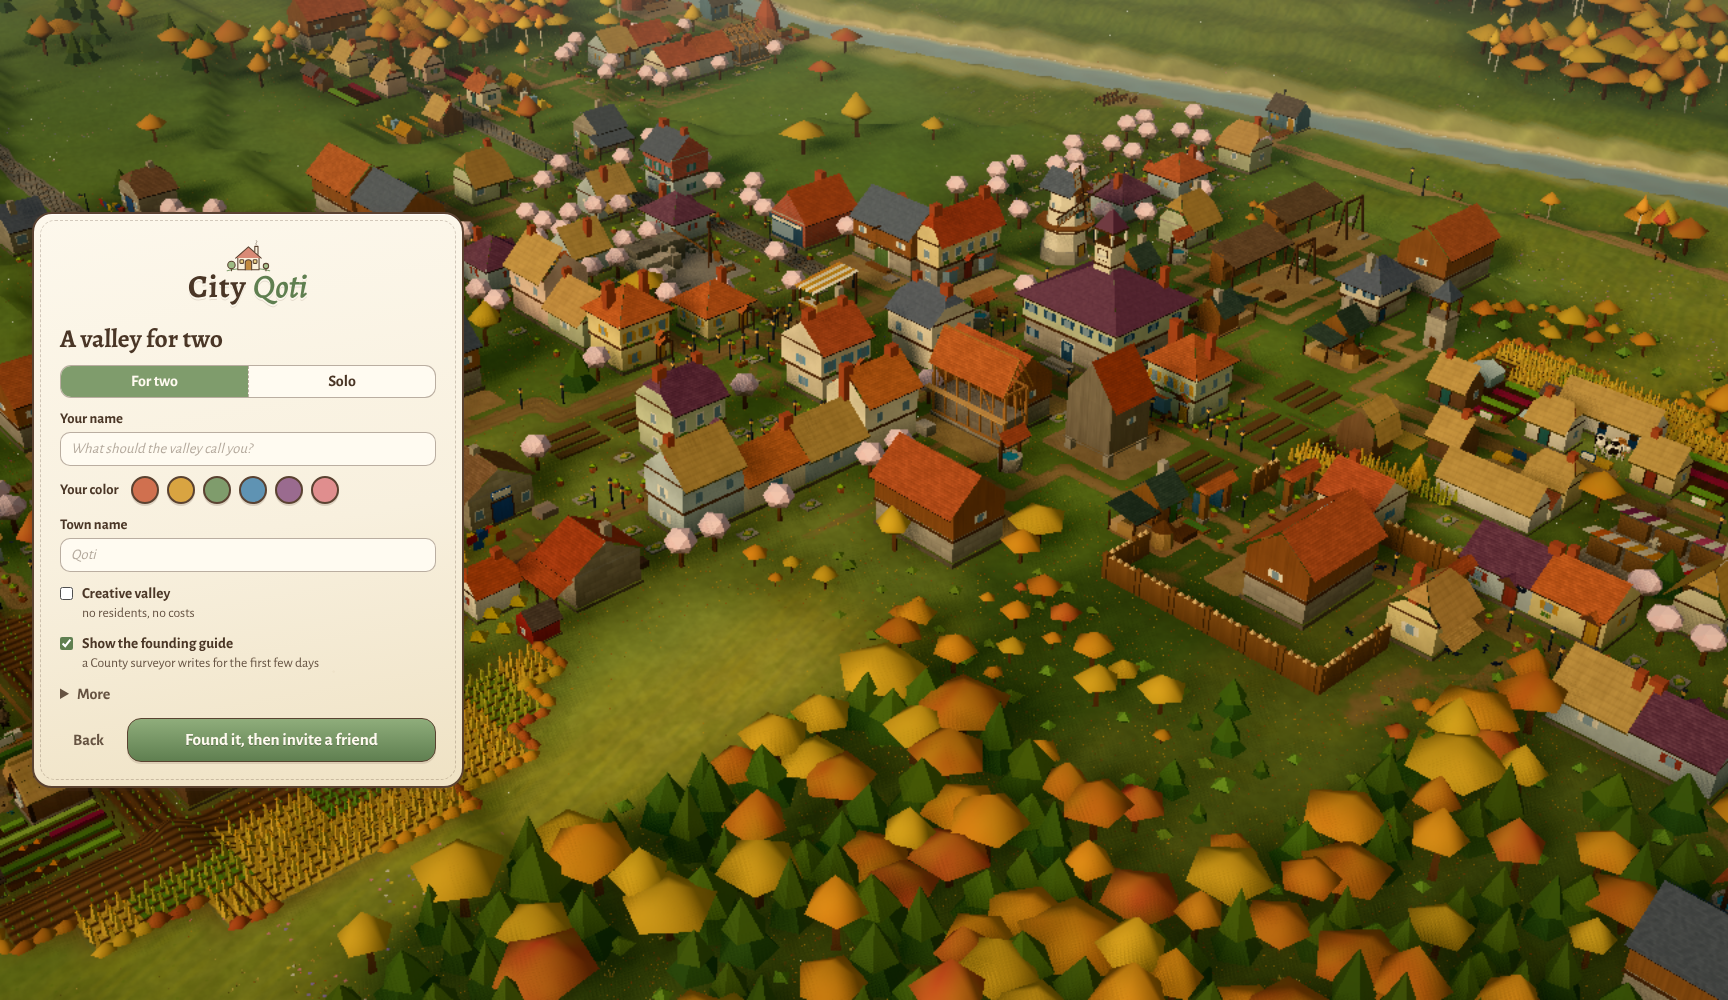 City Qoti
A valley for two
For two
Solo
Your name
What should the valley call you?
Your color
Town name
Qoti
Creative valley
no residents, no costs
Show the founding guide
a County surveyor writes for the first few days
More
Back
Found it, then invite a friend